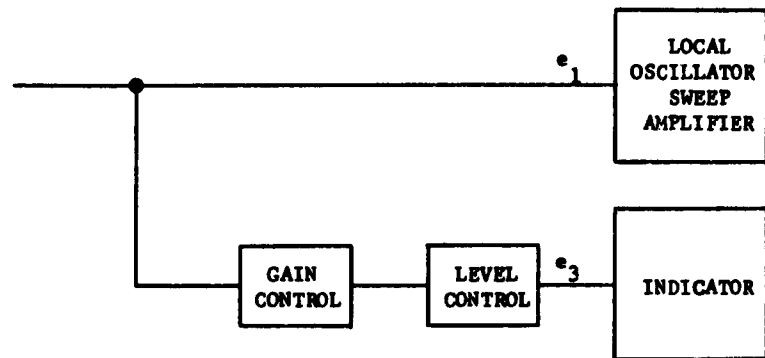 e1
LOCAL
OSCILLATOR
SWEEP
AMPLIFIER
GAIN
CONTROL
LEVEL
CONTROL
e3
INDICATOR